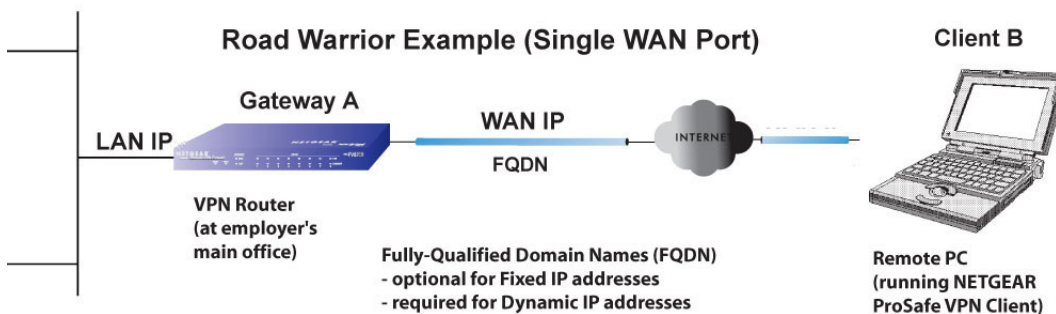 Road Warrior Example (Single WAN Port)
Client B
Gateway A
LAN IP
WAN IP
FQDN
INTERNET
NETGEAR
NETGEAR
VPN Router
(at employer's
main office)
Fully-Qualified Domain Names (FQDN)
- optional for Fixed IP addresses
- required for Dynamic IP addresses
Remote PC
(running NETGEAR
ProSafe VPN Client)